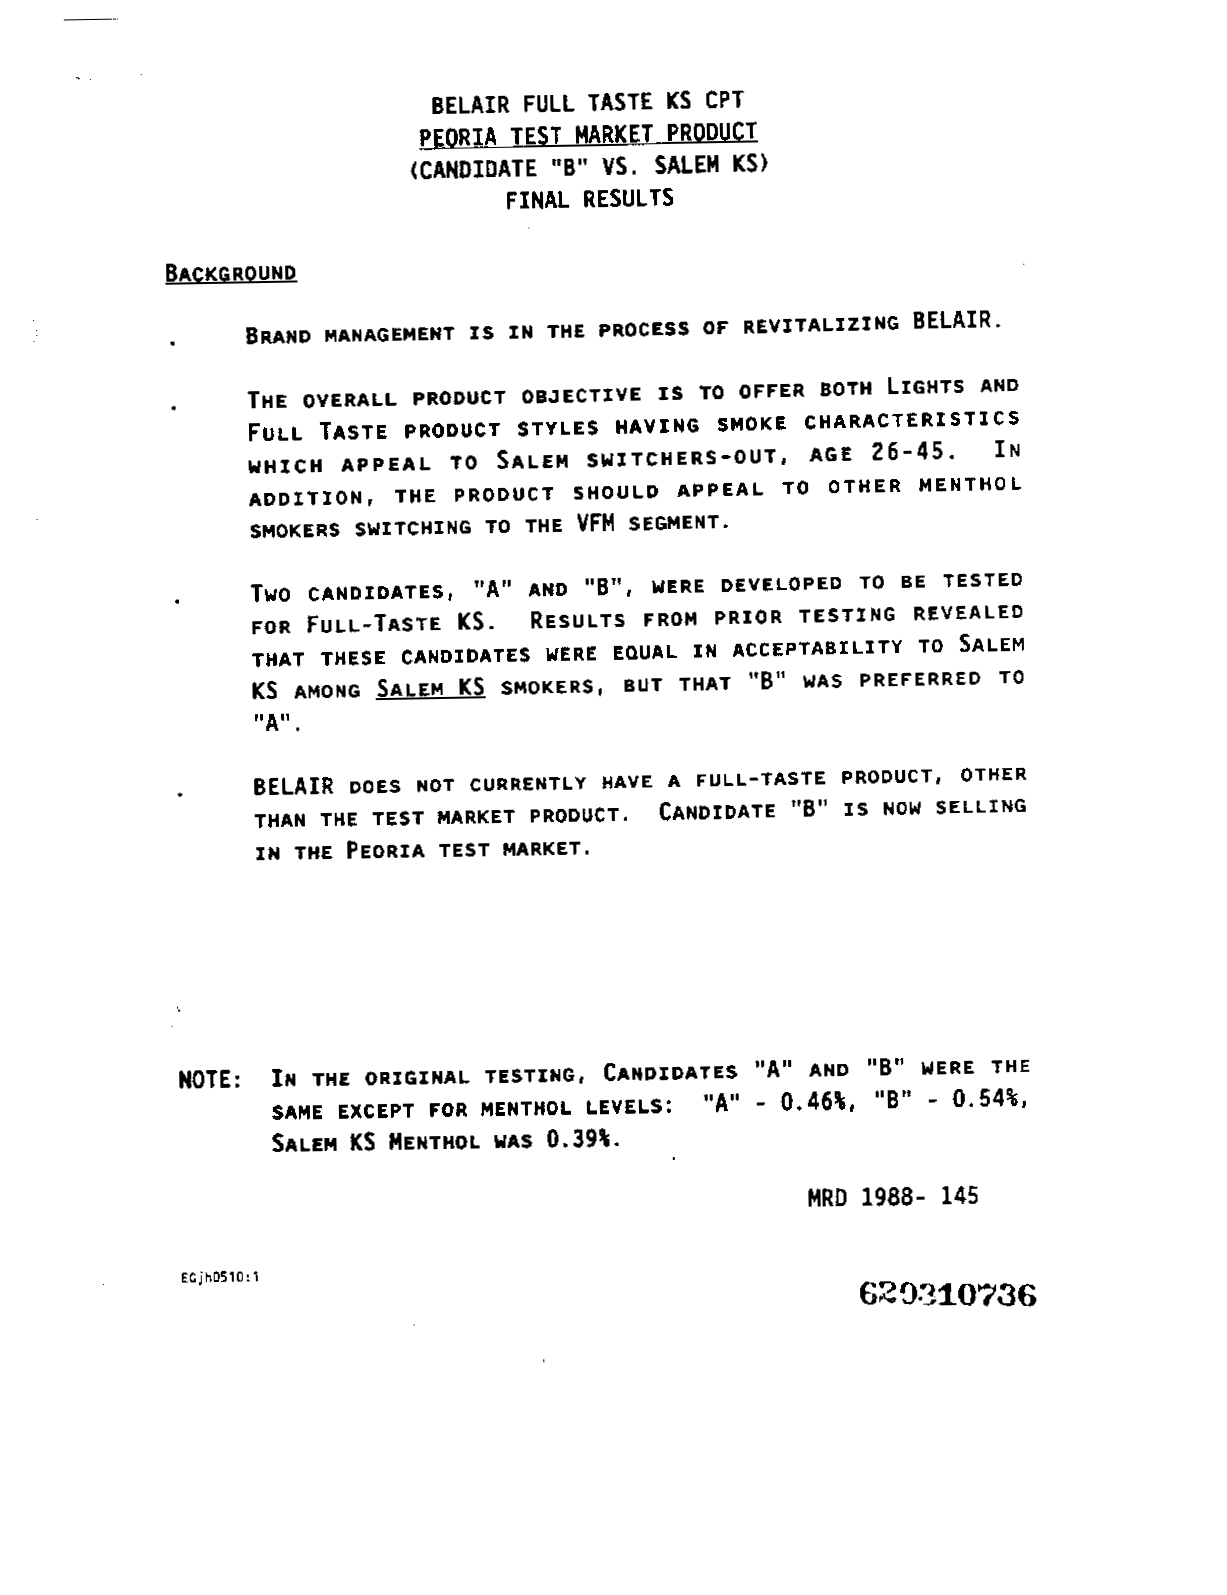 BELAIR FULL TASTE KS CPT
PEORIA TEST MARKET PRODUCT
(CANDIDATE "B" VS. SALEM KS)
FINAL RESULTS
BACKGROUND
. BRAND MANAGEMENT IS IN THE PROCESS OF REVITALIZING BELAIR.
. THE OVERALL PRODUCT OBJECTIVE IS TO OFFER BOTH LIGHTS AND
FULL TASTE PRODUCT STYLES HAVING SMOKE CHARACTERISTICS
WHICH APPEAL TO SALEM SWITCHERS-OUT, AGE 26-45. IN
ADDITION, THE PRODUCT SHOULD APPEAL TO OTHER MENTHOL
SMOKERS SWITCHING TO THE VFM SEGMENT.
. TWO CANDIDATES, "A" AND "B", WERE DEVELOPED TO BE TESTED
FOR FULL-TASTE KS. RESULTS FROM PRIOR TESTING REVEALED
THAT THESE CANDIDATES WERE EQUAL IN ACCEPTABILITY TO SALEM
KS AMONG SALEM KS SMOKERS, BUT THAT "B" WAS PREFERRED TO
"A".
. BELAIR DOES NOT CURRENTLY HAVE A FULL-TASTE PRODUCT, OTHER
THAN THE TEST MARKET PRODUCT. CANDIDATE "B" IS NOW SELLING
IN THE PEORIA TEST MARKET.
NOTE: IN THE ORIGINAL TESTING, CANDIDATES "A" AND "B" WERE THE
SAME EXCEPT FOR MENTHOL LEVELS: "A" - 0.46%, "B" - 0.54%,
SALEM KS MENTHOL WAS 0.39%.
MRD 1988- 145
EGjh0510:1
620310736